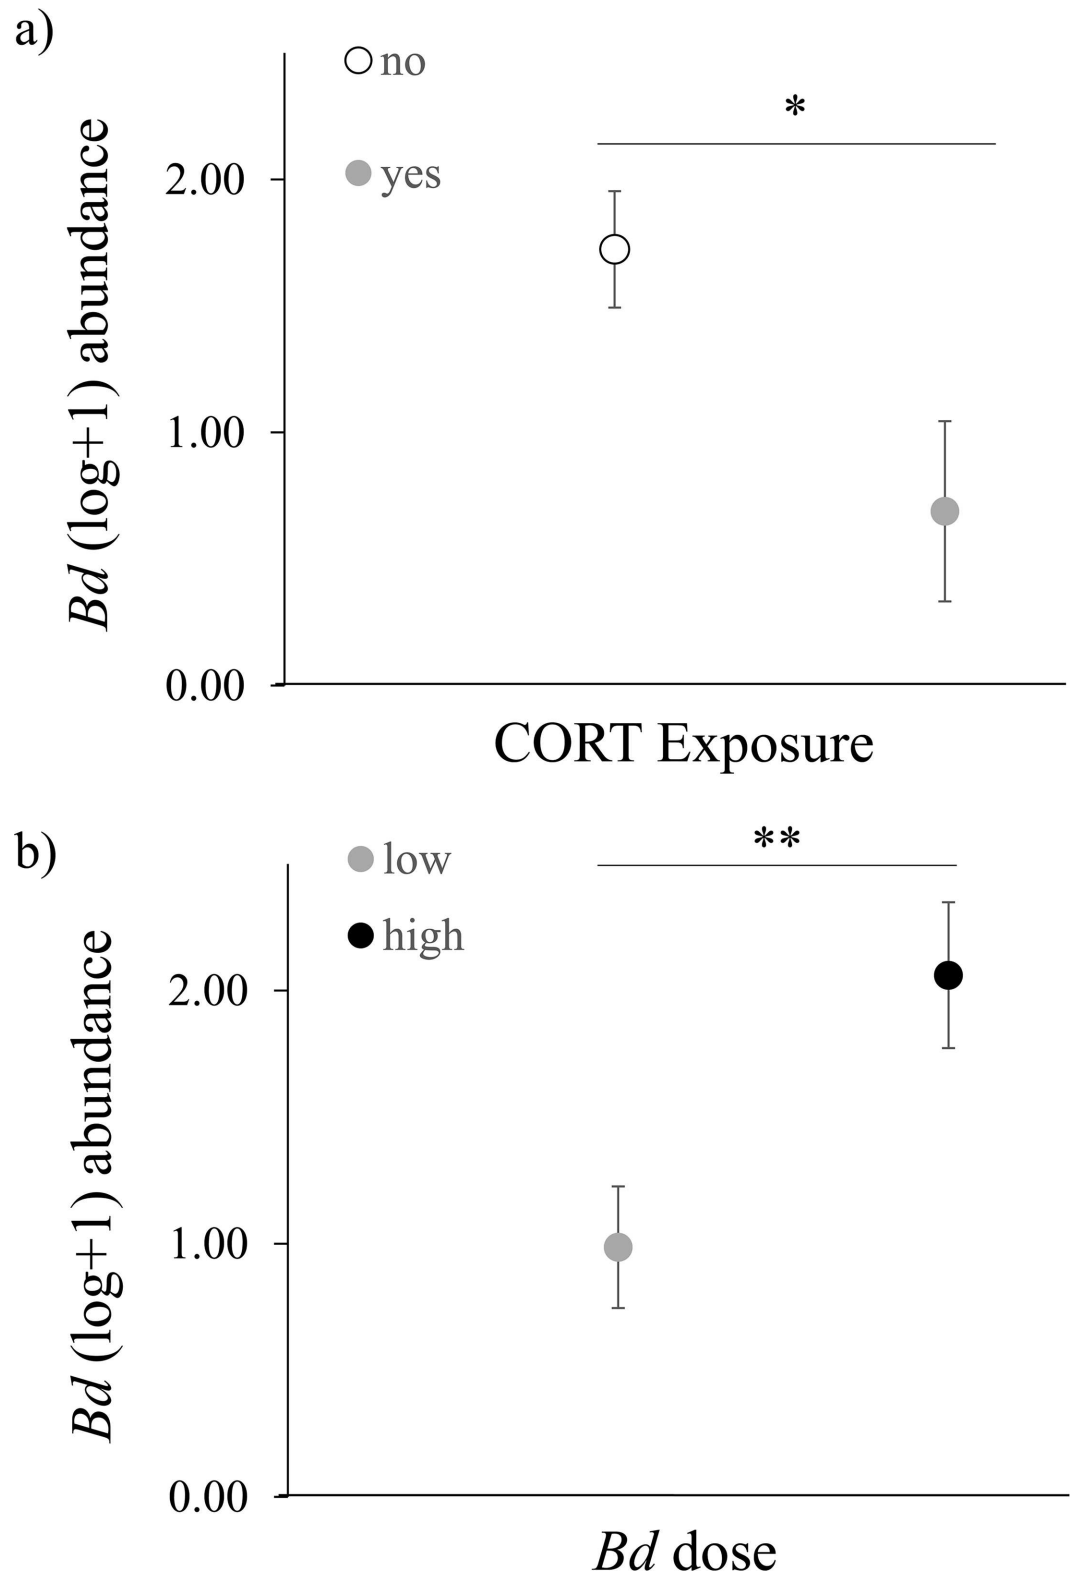 a)
no
yes
*
Bd (log+1) abundance
2.00
1.00
0.00
CORT Exposure
b)
low
high
**
Bd (log+1) abundance
2.00
1.00
0.00
Bd dose